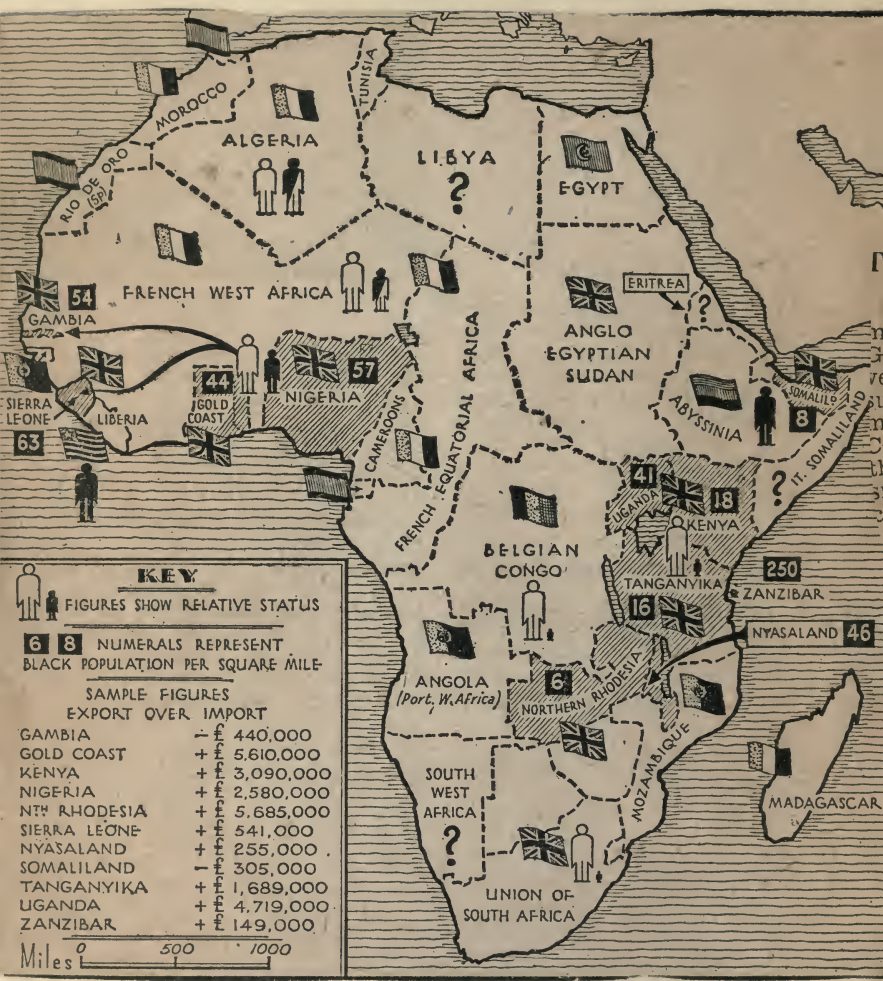 MOROCCO
TUNISIA
ALGERIA
LIBYA
?
EGYPT
RIO DE ORO
(Sp)
54
GAMBIA
FRENCH WEST AFRICA
ERITREA
?
ANGLO
EGYPTIAN
SUDAN
FRENCH EQUATORIAL AFRICA
SIERRA
LEONE
63
LIBERIA
44
GOLD
COAST
57
NIGERIA
CAMEROONS
ABYSSINIA
SOMALILD
8
IT. SOMALILAND
?
41
UGANDA
18
KENYA
BELGIAN
CONGO
TANGANYIKA
16
250
ZANZIBAR
NYASALAND 46
ANGOLA
(Port. W. Africa)
6
NORTHERN RHODESIA
MOZAMBIQUE
MADAGASCAR
SOUTH
WEST
AFRICA
?
UNION OF
SOUTH AFRICA
KEY
FIGURES SHOW RELATIVE STATUS
6 8 NUMERALS REPRESENT
BLACK POPULATION PER SQUARE MILE
SAMPLE FIGURES
EXPORT OVER IMPORT
GAMBIA - £ 440,000
GOLD COAST + £ 5,610,000
KENYA + £ 3,090,000
NIGERIA + £ 2,580,000
NTH RHODESIA + £ 5,685,000
SIERRA LEONE + £ 541,000
NYASALAND + £ 255,000
SOMALILAND - £ 305,000
TANGANYIKA + £ 1,689,000
UGANDA + £ 4,719,000
ZANZIBAR + £ 149,000
Miles 0 500 1000